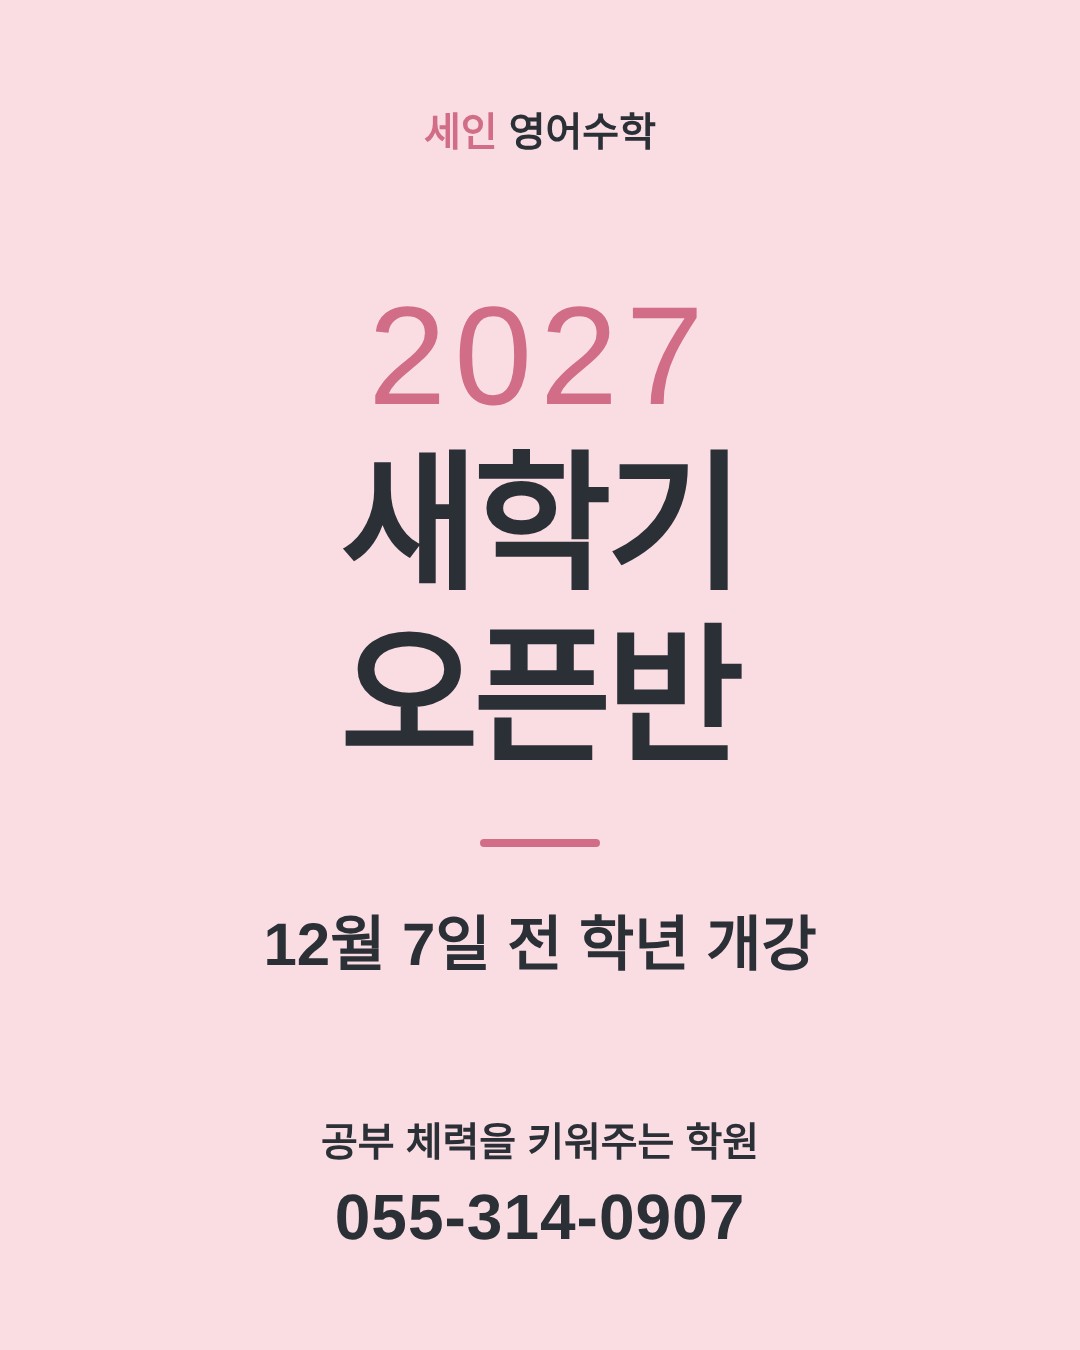 세인 영어수학
2027
새학기
오픈반
12월 7일 전 학년 개강
공부 체력을 키워주는 학원
055-314-0907